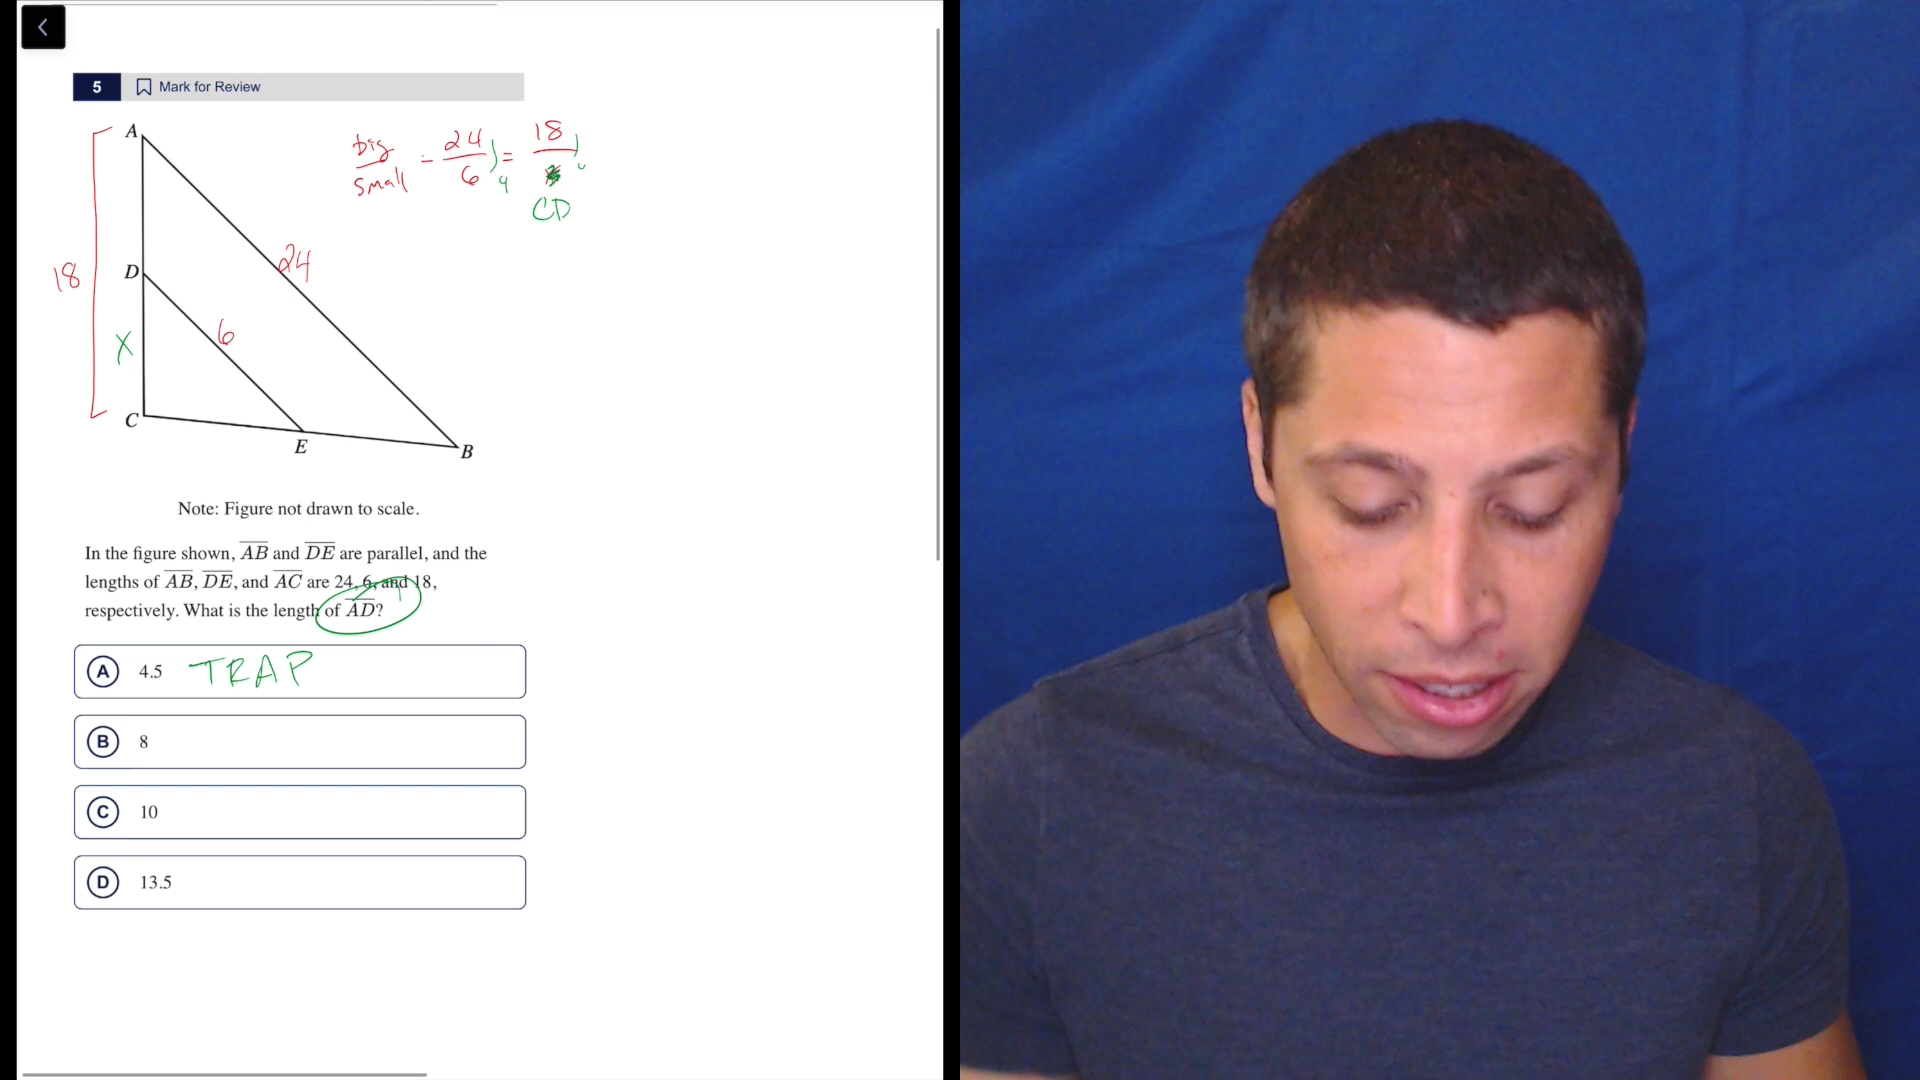 5 Mark for Review
A
big/small = 24/6 ) = 18/
4
CD
18
D
24
6
X
C
E
B
Note: Figure not drawn to scale.
In the figure shown, AB and DE are parallel, and the
lengths of AB, DE, and AC are 24, 6, and 18,
respectively. What is the length of AD?
A 4.5 TRAP
B 8
C 10
D 13.5